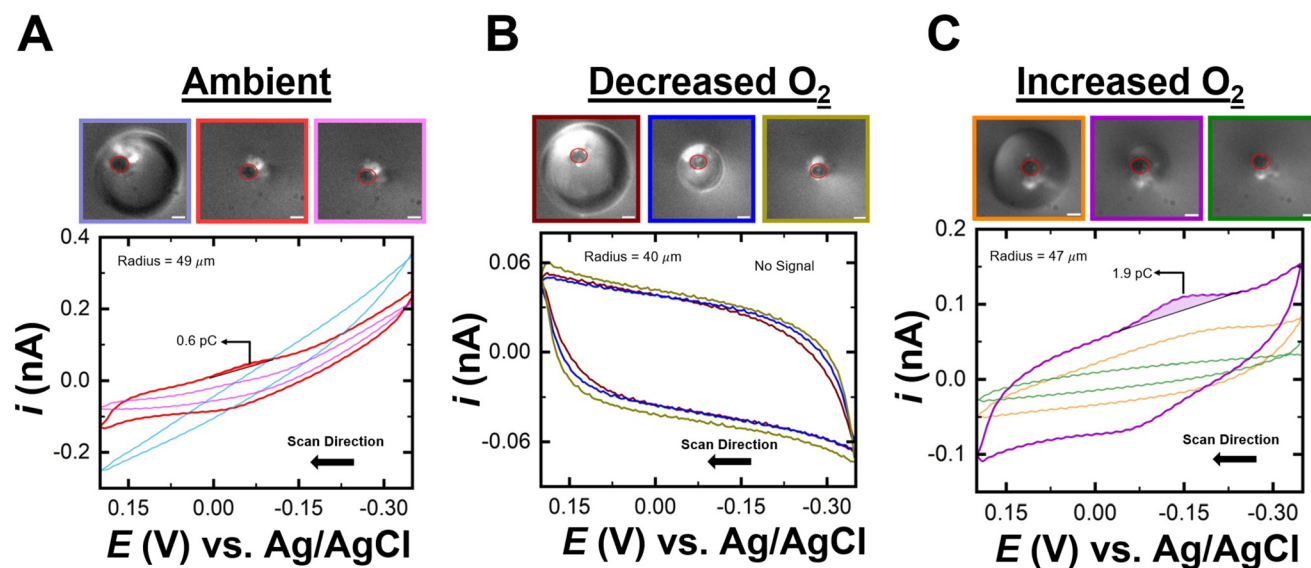 A
Ambient
Radius = 49 μm
0.6 pC
Scan Direction
0.4
0.2
0.0
-0.2
i (nA)
0.15 0.00 -0.15 -0.30
E (V) vs. Ag/AgCl
B
Decreased O2
Radius = 40 μm
No Signal
Scan Direction
0.06
0.00
-0.06
i (nA)
0.15 0.00 -0.15 -0.30
E (V) vs. Ag/AgCl
C
Increased O2
Radius = 47 μm
1.9 pC
Scan Direction
0.2
0.1
0.0
-0.1
i (nA)
0.15 0.00 -0.15 -0.30
E (V) vs. Ag/AgCl